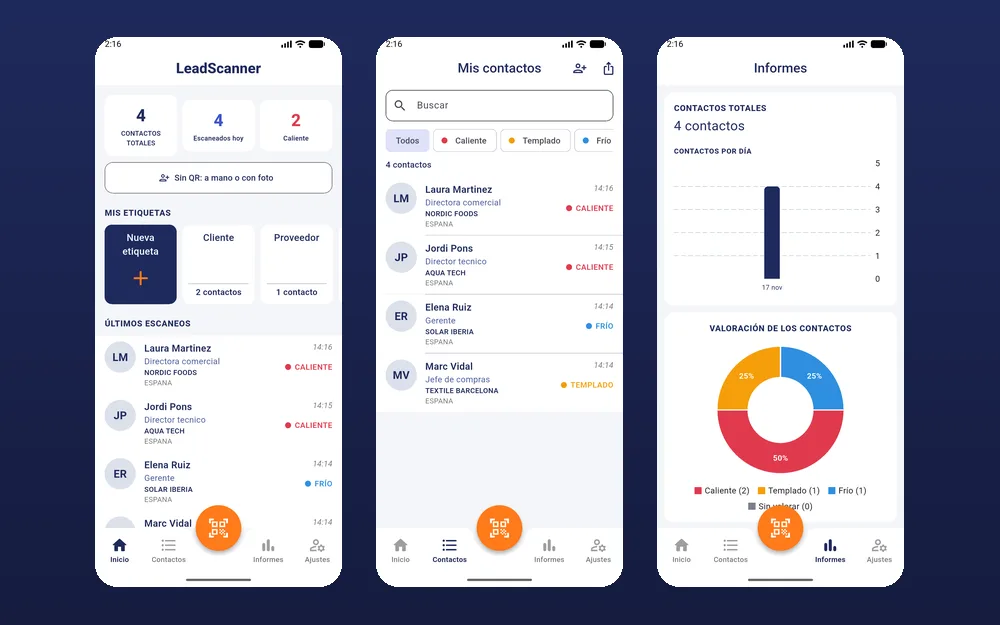 2:16
LeadScanner
4
CONTACTOS
TOTALES
4
Escaneados hoy
2
Caliente
Sin QR: a mano o con foto
MIS ETIQUETAS
Nueva
etiqueta
Cliente
2 contactos
Proveedor
1 contacto
ÚLTIMOS ESCANEOS
LM
Laura Martinez
14:16
Directora comercial
NORDIC FOODS
CALIENTE
ESPANA
JP
Jordi Pons
14:15
Director tecnico
AQUA TECH
CALIENTE
ESPANA
ER
Elena Ruiz
14:14
Gerente
SOLAR IBERIA
FRÍO
ESPANA
Marc Vidal
14:14
Inicio
Contactos
Informes
Ajustes
2:16
Mis contactos
Buscar
Todos
Caliente
Templado
Frío
4 contactos
LM
Laura Martinez
14:16
Directora comercial
NORDIC FOODS
CALIENTE
ESPANA
JP
Jordi Pons
14:15
Director tecnico
AQUA TECH
CALIENTE
ESPANA
ER
Elena Ruiz
14:14
Gerente
SOLAR IBERIA
FRÍO
ESPANA
MV
Marc Vidal
14:14
Jefe de compras
TEXTILE BARCELONA
TEMPLADO
ESPANA
Inicio
Contactos
Informes
Ajustes
2:16
Informes
CONTACTOS TOTALES
4 contactos
CONTACTOS POR DÍA
5
4
3
2
1
0
17 nov
VALORACIÓN DE LOS CONTACTOS
25%
25%
50%
Caliente (2)
Templado (1)
Frío (1)
Sin valorar (0)
Inicio
Contactos
Informes
Ajustes